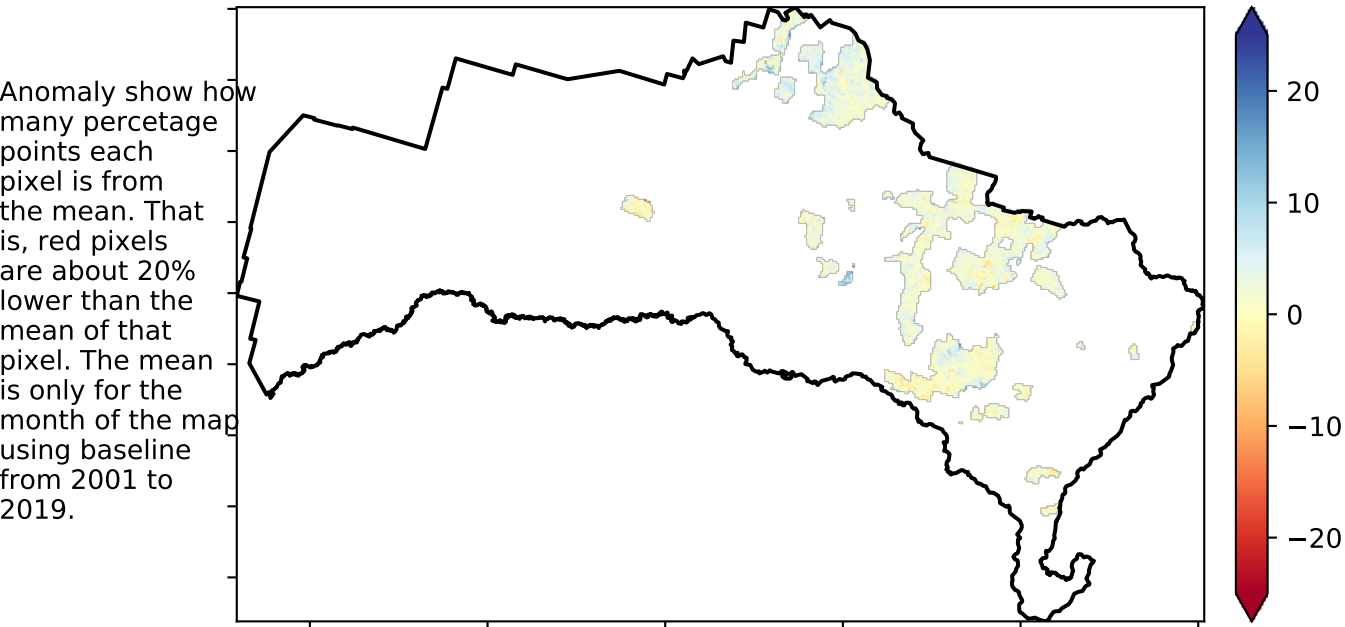 Anomaly show how
many percetage
points each
pixel is from
the mean. That
is, red pixels
are about 20%
lower than the
mean of that
pixel. The mean
is only for the
month of the map
using baseline
from 2001 to
2019.
20
10
0
−10
−20